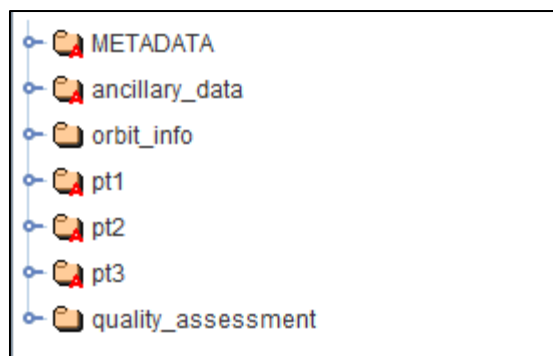 METADATA
ancillary_data
orbit_info
pt1
pt2
pt3
quality_assessment